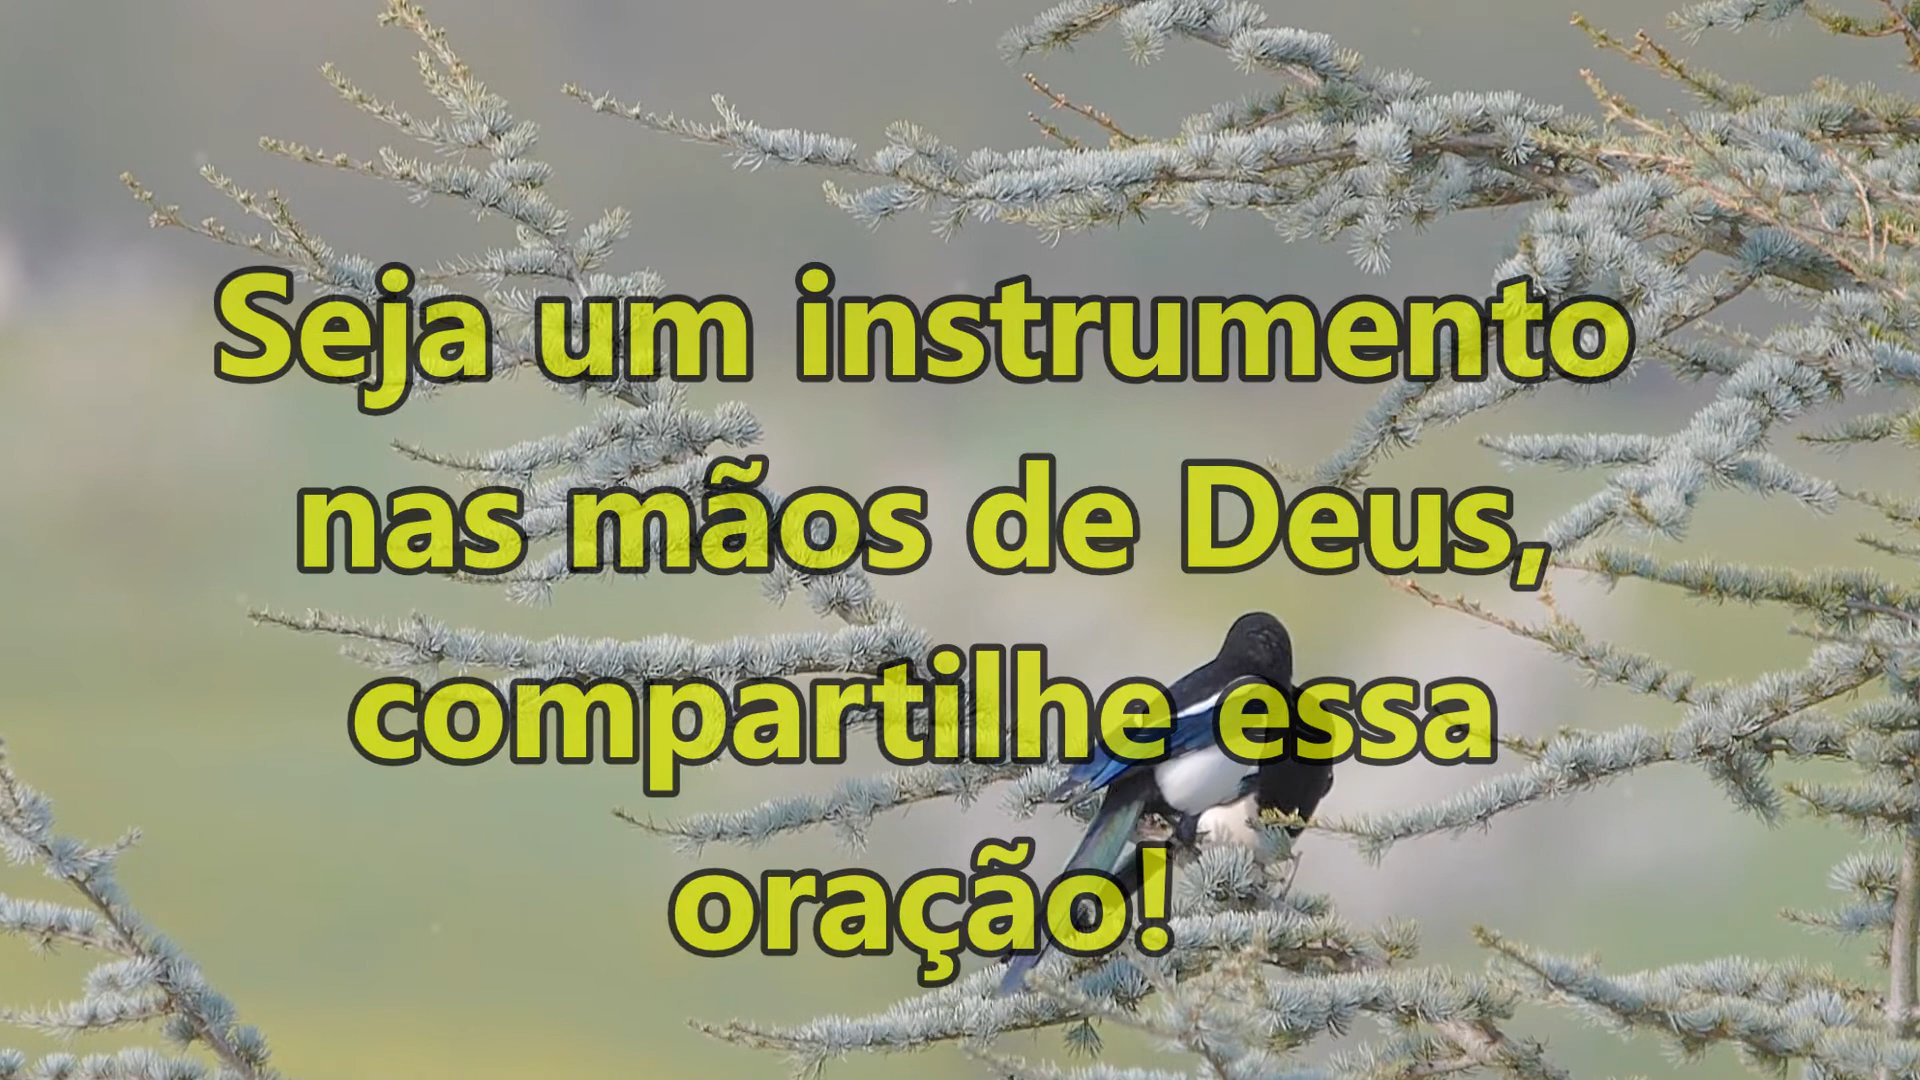 Seja um instrumento
nas mãos de Deus,
compartilhe essa
oração!